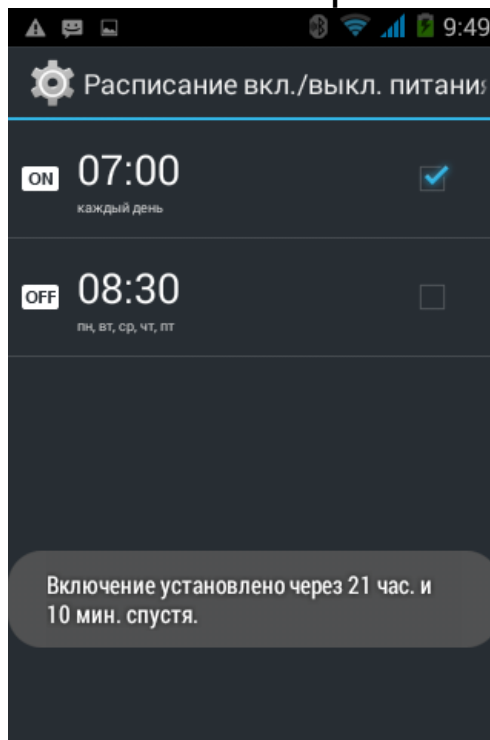 9:49
Расписание вкл./выкл. питания
ON 07:00
каждый день
OFF 08:30
пн, вт, ср, чт, пт
Включение установлено через 21 час. и
10 мин. спустя.